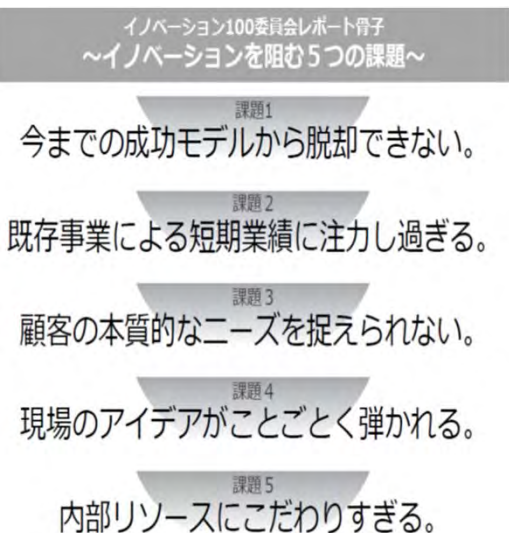 イノベーション100委員会レポート骨子
～イノベーションを阻む5つの課題～
課題1
今までの成功モデルから脱却できない。
課題2
既存事業による短期業績に注力し過ぎる。
課題3
顧客の本質的なニーズを捉えられない。
課題4
現場のアイデアがことごとく弾かれる。
課題5
内部リソースにこだわりすぎる。